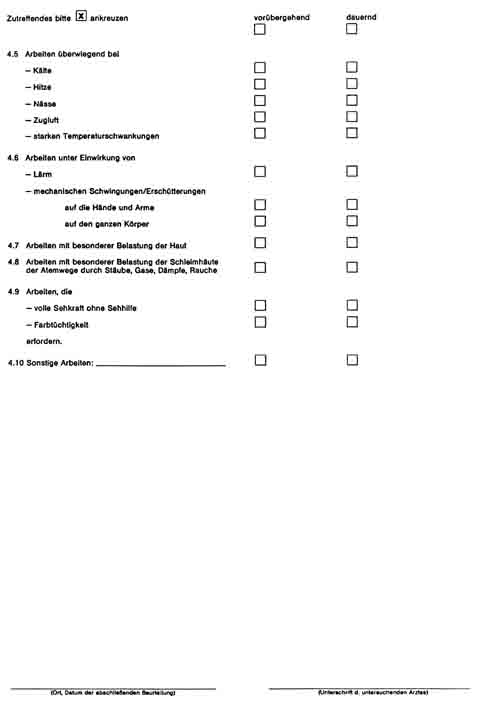 Zutreffendes bitte x ankreuzen vorübergehend dauernd
4.5 Arbeiten überwiegend bei
– Kälte
– Hitze
– Nässe
– Zugluft
– starken Temperaturschwankungen
4.6 Arbeiten unter Einwirkung von
– Lärm
– mechanischen Schwingungen/Erschütterungen
auf die Hände und Arme
auf den ganzen Körper
4.7 Arbeiten mit besonderer Belastung der Haut
4.8 Arbeiten mit besonderer Belastung der Schleimhäute
der Atemwege durch Stäube, Gase, Dämpfe, Rauche
4.9 Arbeiten, die
– volle Sehkraft ohne Sehhilfe
– Farbtüchtigkeit
erfordern.
4.10 Sonstige Arbeiten:
(Ort, Datum der abschließenden Beurteilung) (Unterschrift d. untersuchenden Arztes)